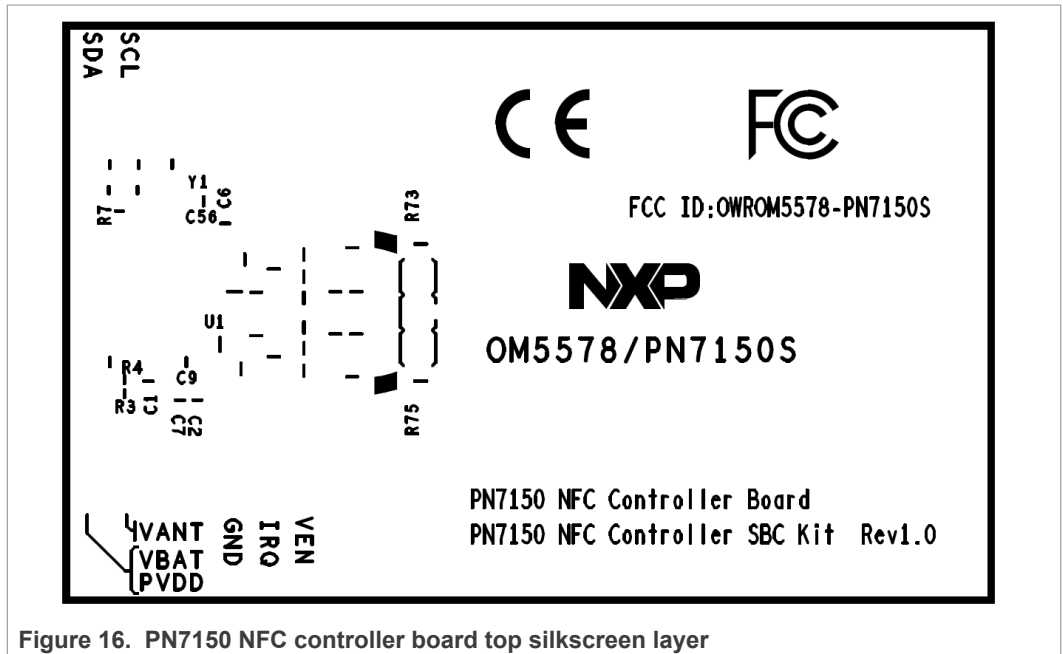 SDA
SCL
CE
FC
Y1
R7
C56
C6
R73
FCC ID:OWROM5578-PN7150S
NXP
U1
OM5578/PN7150S
R4
C9
R3
C1
C7
C2
R75
PN7150 NFC Controller Board
PN7150 NFC Controller SBC Kit Rev1.0
VANT
VBAT
PVDD
GND
IRQ
VEN
Figure 16. PN7150 NFC controller board top silkscreen layer